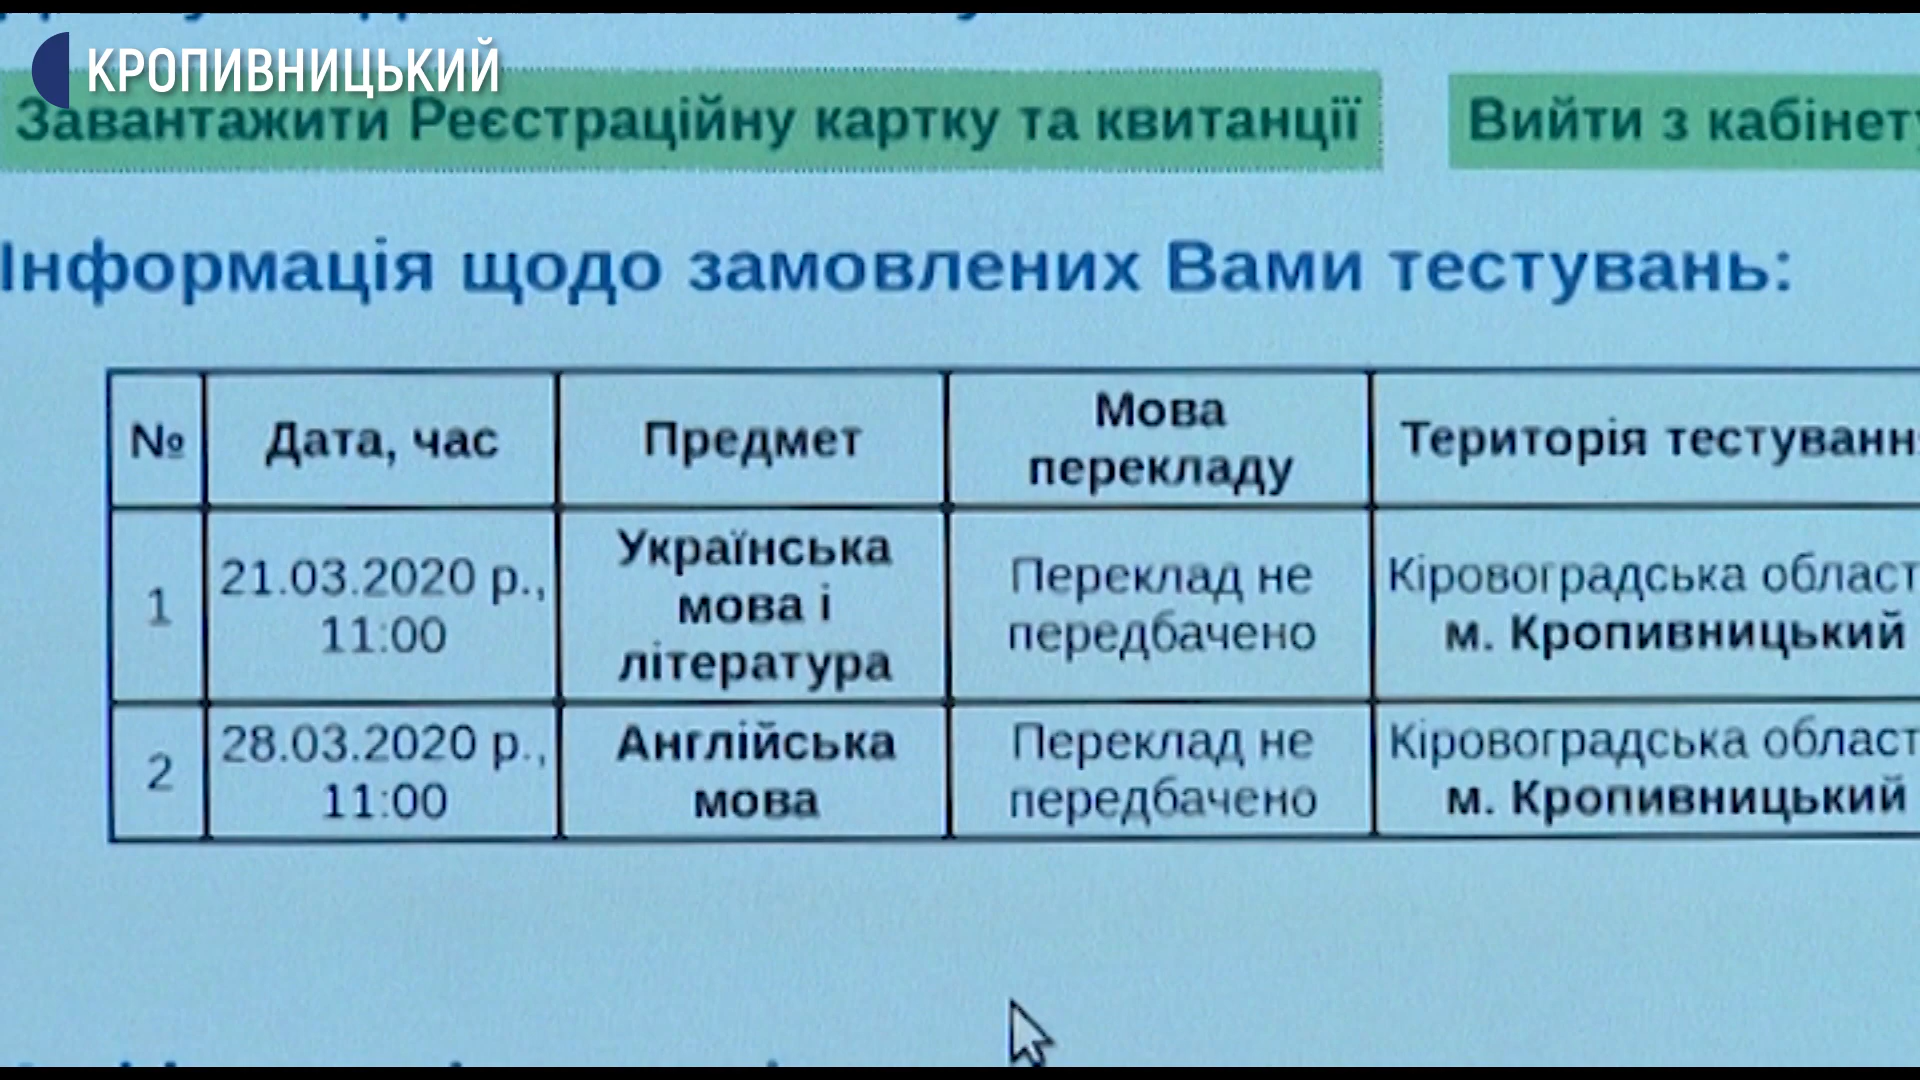 КРОПИВНИЦЬКИЙ
Завантажити Реєстраційну картку та квитанції
Вийти з кабінету
Інформація щодо замовлених Вами тестувань:
№ Дата, час Предмет Мова перекладу Територія тестуванн
1 21.03.2020 р., 11:00 Українська мова і література Переклад не передбачено Кіровоградська област м. Кропивницький
2 28.03.2020 р., 11:00 Англійська мова Переклад не передбачено Кіровоградська област м. Кропивницький